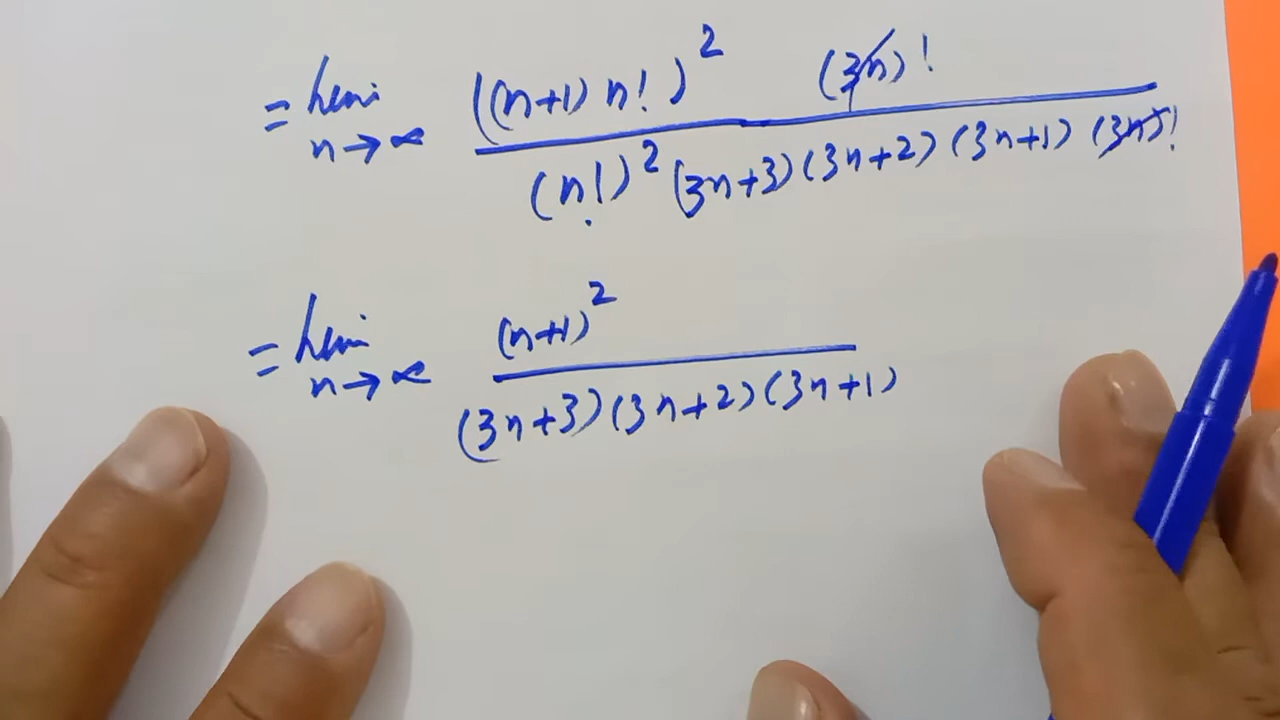 = lim n→∞ ((n+1) n!)² (3n)! / (n!)² (3n+3)(3n+2)(3n+1)(3n)!
= lim n→∞ (n+1)² / (3n+3)(3n+2)(3n+1)